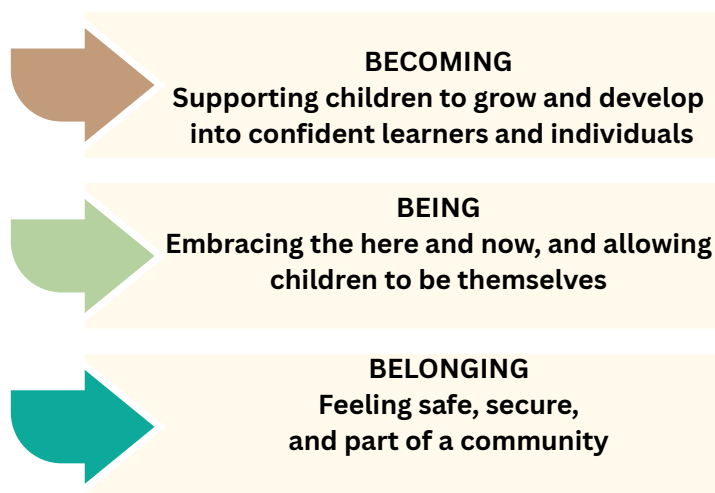 BECOMING
Supporting children to grow and develop
into confident learners and individuals
BEING
Embracing the here and now, and allowing
children to be themselves
BELONGING
Feeling safe, secure,
and part of a community